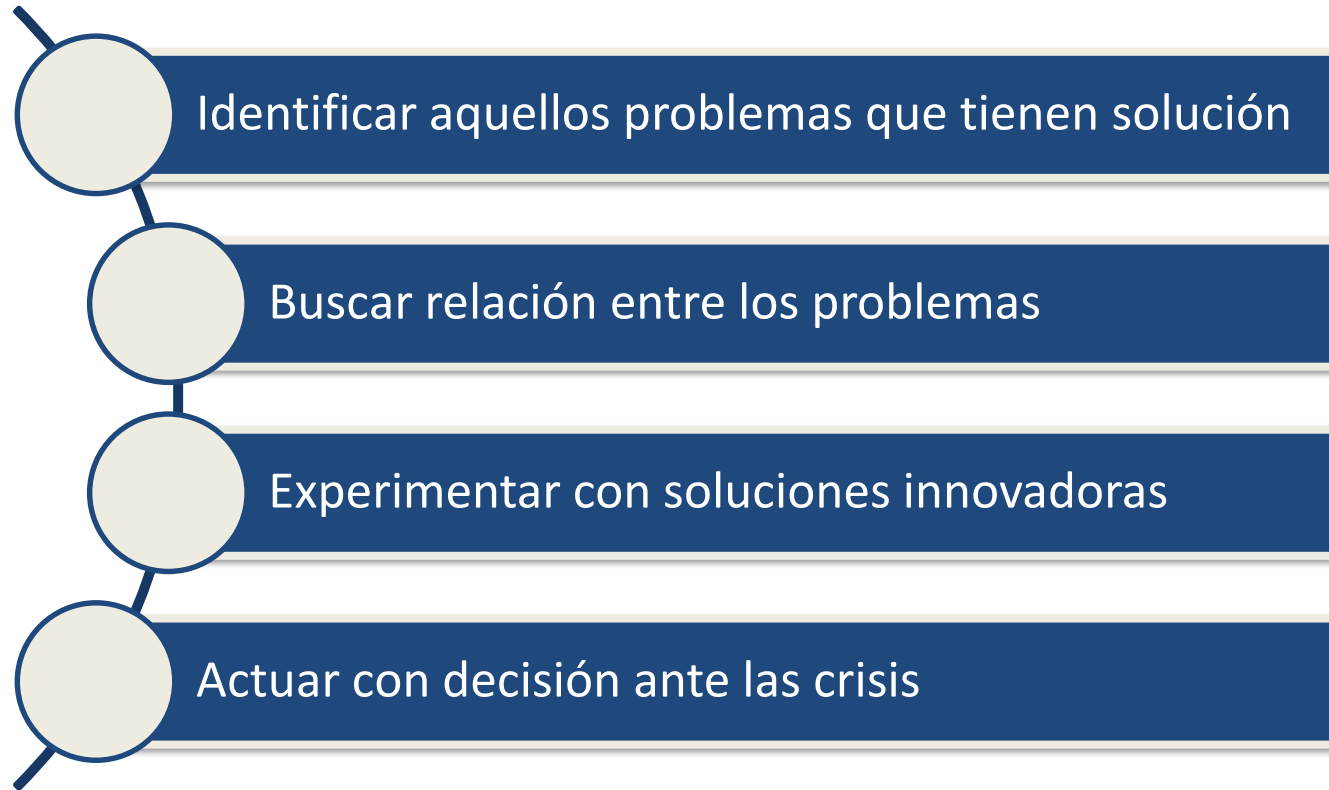 Identificar aquellos problemas que tienen solución
Buscar relación entre los problemas
Experimentar con soluciones innovadoras
Actuar con decisión ante las crisis